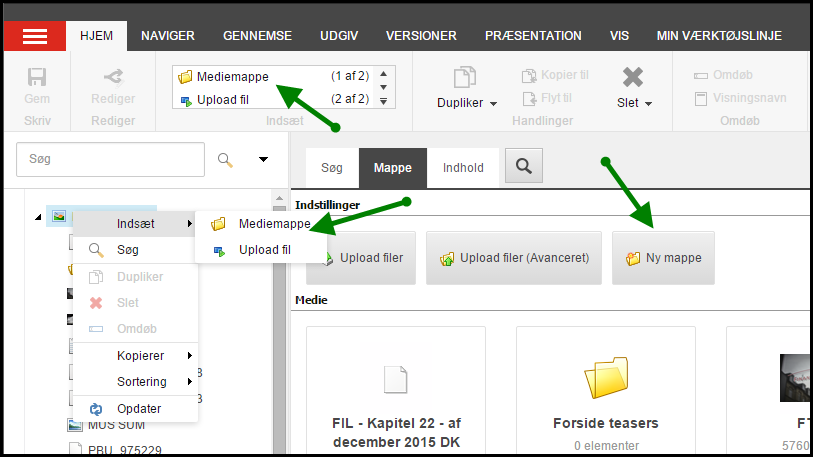 HJEM NAVIGER GENNEMSE UDGIV VERSIONER PRÆSENTATION VIS MIN VÆRKTØJSLINJE
Mediemappe (1 af 2)
Upload fil (2 af 2)
Gem
Rediger
Dupliker
Kopier til
Flyt til
Slet
Omdøb
Visningsnavn
Skriv Rediger Indsæt Handlinger Omdøb
Søg
Søg Mappe Indhold
Indstillinger
Indsæt
Mediemappe
Upload fil
Søg
Dupliker
Slet
Omdøb
Kopierer
Sortering
Opdater
8
3
MUS SUM
PBU_975229
Upload filer
Upload filer (Avanceret)
Ny mappe
Medie
FIL - Kapitel 22 - af
december 2015 DK
Forside teasers
0 elementer
FT
5760